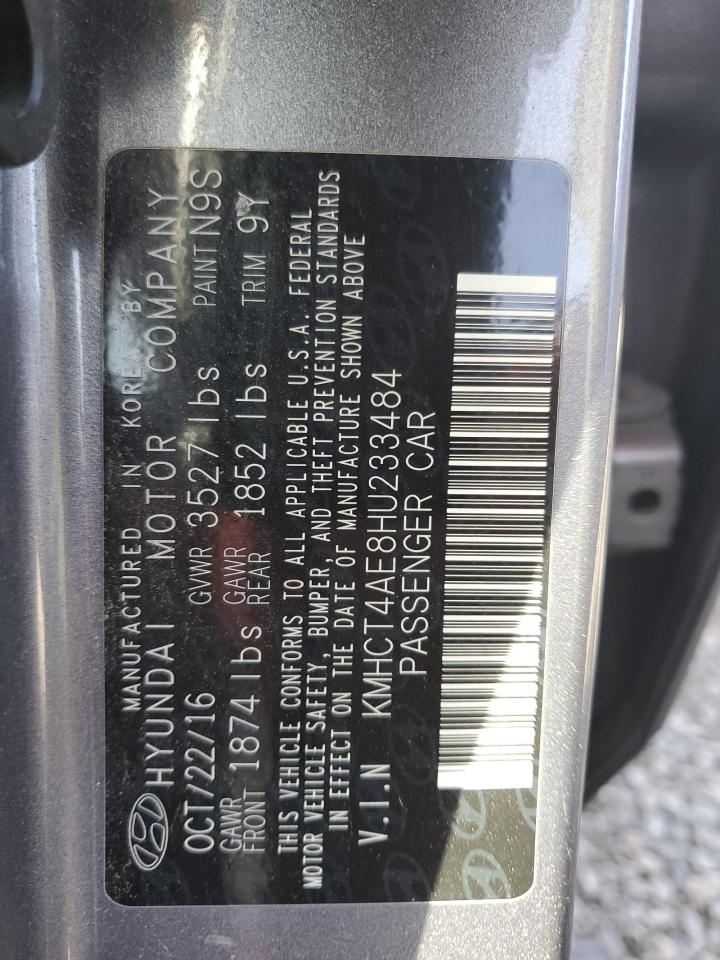 MANUFACTURED IN KOREA BY
HYUNDAI MOTOR COMPANY
OCT/22/16 GVWR 3527 lbs PAINT N9S
GAWR FRONT 1874 lbs GAWR REAR 1852 lbs TRIM 9Y
THIS VEHICLE CONFORMS TO ALL APPLICABLE U.S.A. FEDERAL
MOTOR VEHICLE SAFETY, BUMPER, AND THEFT PREVENTION STANDARDS
IN EFFECT ON THE DATE OF MANUFACTURE SHOWN ABOVE
V.I.N KMHCT4AE8HU233484
PASSENGER CAR